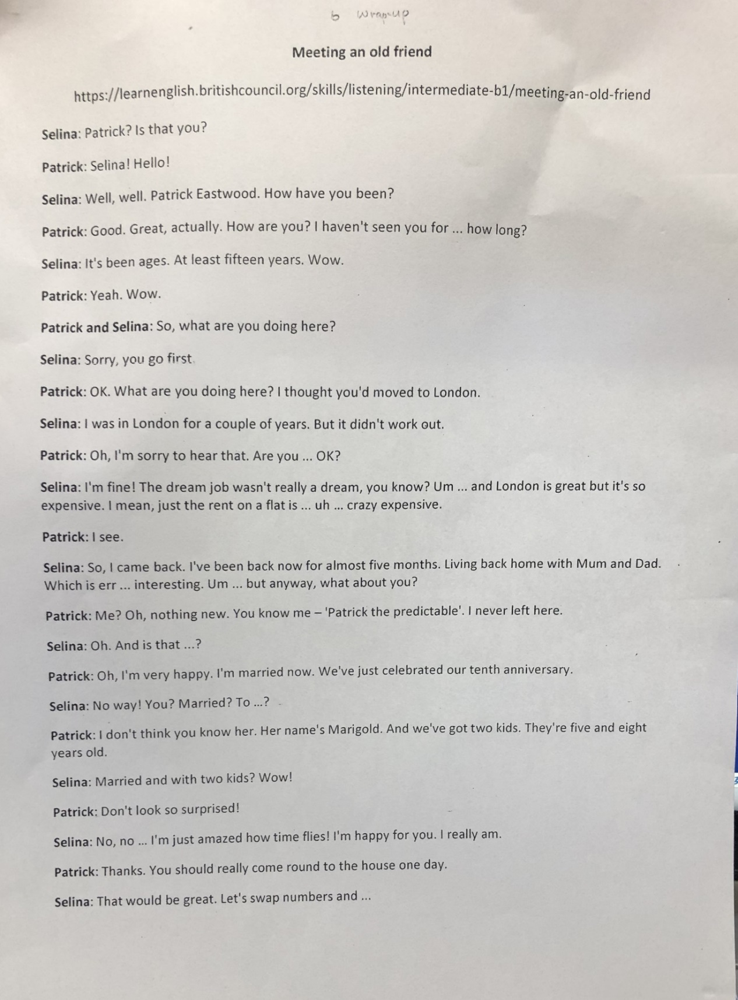 6 Wrap-up
Meeting an old friend
https://learnenglish.britishcouncil.org/skills/listening/intermediate-b1/meeting-an-old-friend
Selina: Patrick? Is that you?
Patrick: Selina! Hello!
Selina: Well, well. Patrick Eastwood. How have you been?
Patrick: Good. Great, actually. How are you? I haven't seen you for ... how long?
Selina: It's been ages. At least fifteen years. Wow.
Patrick: Yeah. Wow.
Patrick and Selina: So, what are you doing here?
Selina: Sorry, you go first.
Patrick: OK. What are you doing here? I thought you'd moved to London.
Selina: I was in London for a couple of years. But it didn't work out.
Patrick: Oh, I'm sorry to hear that. Are you ... OK?
Selina: I'm fine! The dream job wasn't really a dream, you know? Um ... and London is great but it's so
expensive. I mean, just the rent on a flat is ... uh ... crazy expensive.
Patrick: I see.
Selina: So, I came back. I've been back now for almost five months. Living back home with Mum and Dad.
Which is err ... interesting. Um ... but anyway, what about you?
Patrick: Me? Oh, nothing new. You know me – 'Patrick the predictable'. I never left here.
Selina: Oh. And is that ...?
Patrick: Oh, I'm very happy. I'm married now. We've just celebrated our tenth anniversary.
Selina: No way! You? Married? To ...?
Patrick: I don't think you know her. Her name's Marigold. And we've got two kids. They're five and eight
years old.
Selina: Married and with two kids? Wow!
Patrick: Don't look so surprised!
Selina: No, no ... I'm just amazed how time flies! I'm happy for you. I really am.
Patrick: Thanks. You should really come round to the house one day.
Selina: That would be great. Let's swap numbers and ...